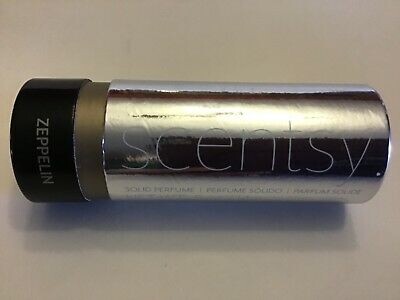 ZEPPELIN
scentsy
SOLID PERFUME | PERFUME SÓLIDO | PARFUM SOLIDE